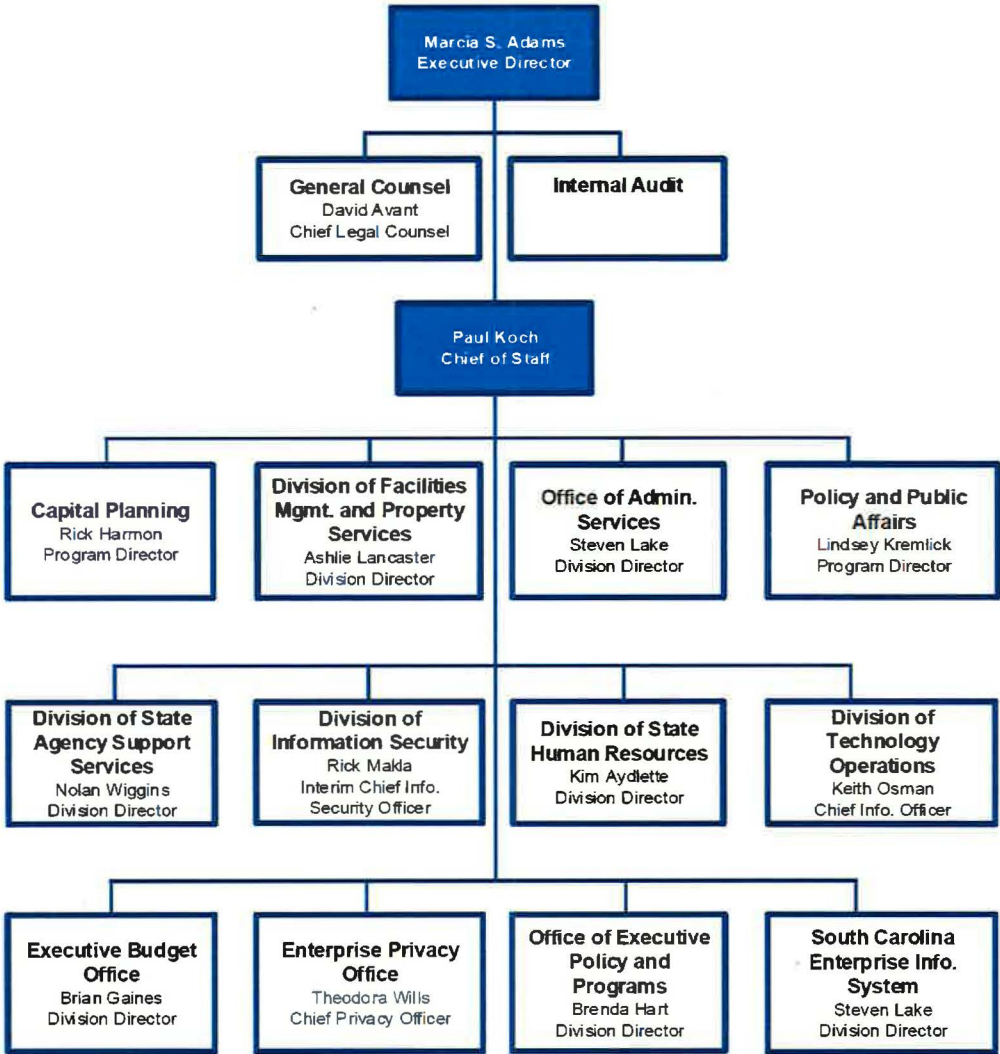 Marcia S. Adams
Executive Director
General Counsel
David Avant
Chief Legal Counsel
Internal Audit
Paul Koch
Chief of Staff
Capital Planning
Rick Harmon
Program Director
Division of Facilities
Mgmt. and Property
Services
Ashlie Lancaster
Division Director
Office of Admin.
Services
Steven Lake
Division Director
Policy and Public
Affairs
Lindsey Kremlick
Program Director
Division of State
Agency Support
Services
Nolan Wiggins
Division Director
Division of
Information Security
Rick Makla
Interim Chief Info.
Security Officer
Division of State
Human Resources
Kim Aydlette
Division Director
Division of
Technology
Operations
Keith Osman
Chief Info. Officer
Executive Budget
Office
Brian Gaines
Division Director
Enterprise Privacy
Office
Theodora Wills
Chief Privacy Officer
Office of Executive
Policy and
Programs
Brenda Hart
Division Director
South Carolina
Enterprise Info.
System
Steven Lake
Division Director